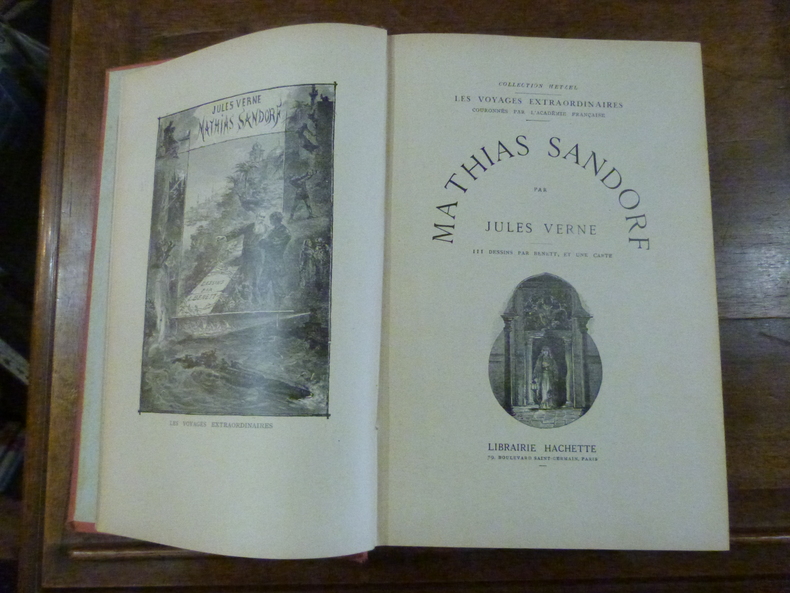 JULES VERNE
MATHIAS SANDORF
LES VOYAGES EXTRAORDINAIRES
COLLECTION HETZEL
LES VOYAGES EXTRAORDINAIRES
COURONNÉS PAR L'ACADÉMIE FRANÇAISE
MATHIAS SANDORF
PAR
JULES VERNE
111 DESSINS PAR BENETT, ET UNE CARTE
LIBRAIRIE HACHETTE
79, BOULEVARD SAINT-GERMAIN, PARIS